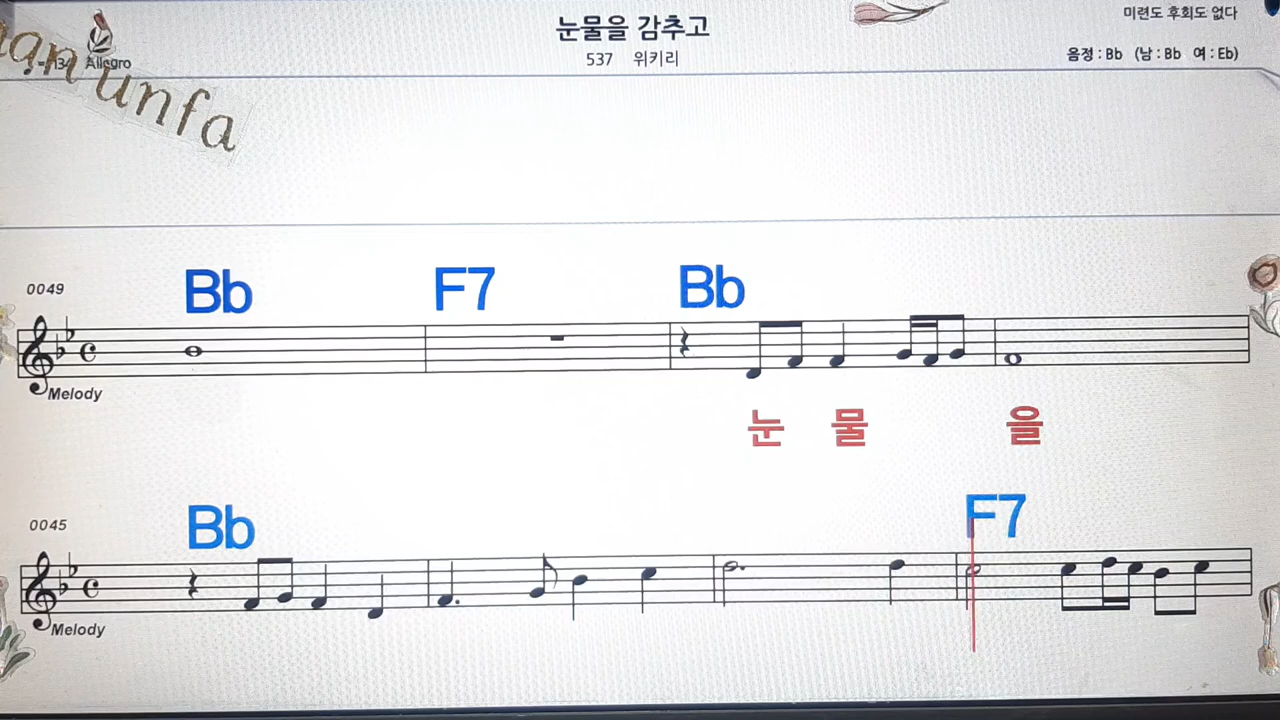 눈물을 감추고
미련도 후회도 없다
Allegro
537 위키리
음정 : Bb (남 : Bb 여 : Eb)
unfa
0049
Bb F7 Bb
Melody
눈 물 을
0045
Bb F7
Melody